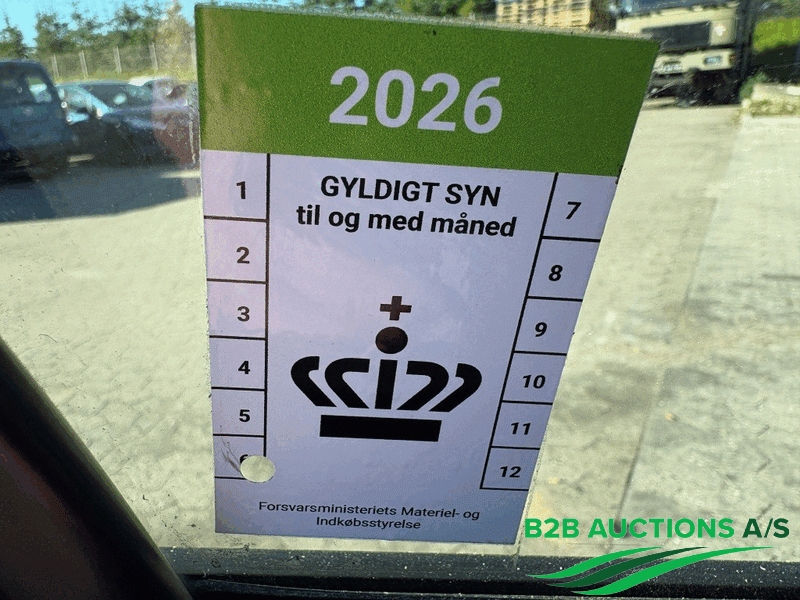 2026
GYLDIGT SYN
til og med måned
1
2
3
4
5
7
8
9
10
11
12
Forsvarsministeriets Materiel- og
Indkøbsstyrelse
B2B AUCTIONS A/S